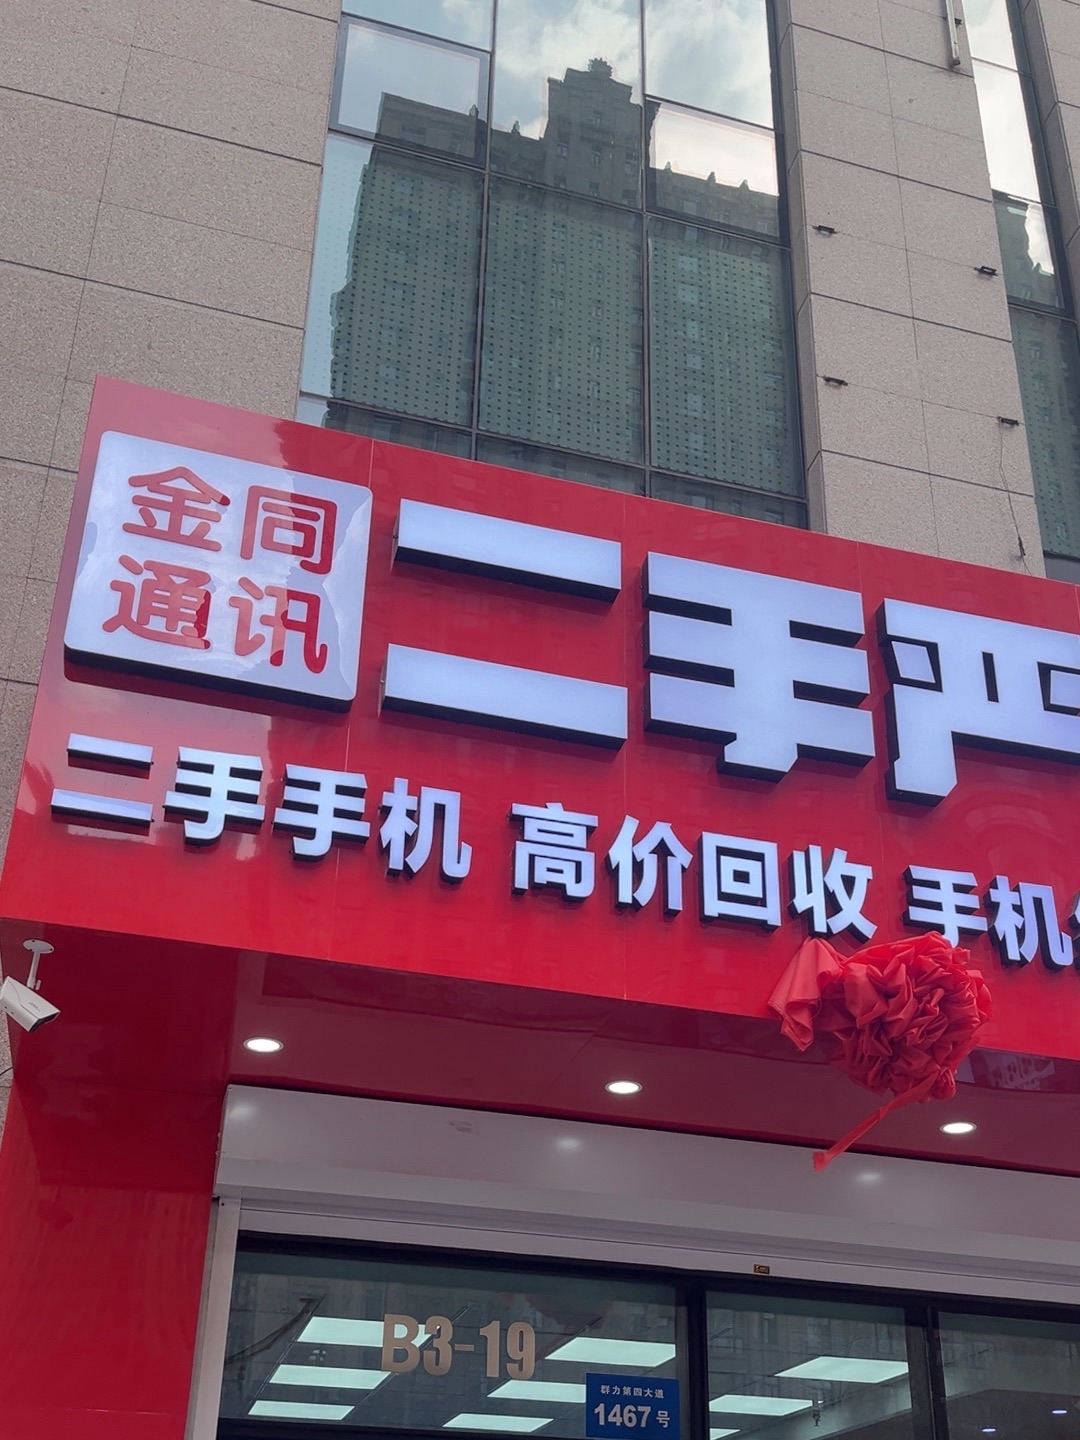 金同
通讯
二手严
二手手机 高价回收 手机
B3-19
群力第四大道
1467号